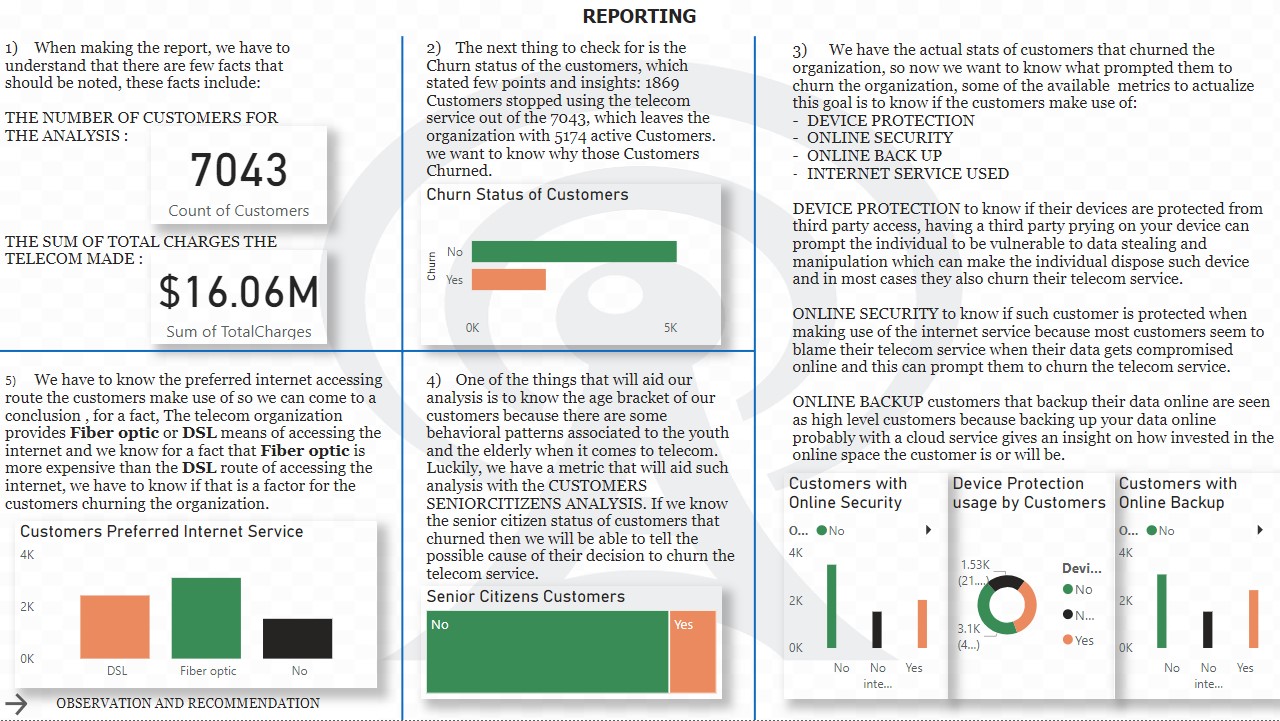 REPORTING
1) When making the report, we have to
understand that there are few facts that
should be noted, these facts include:
THE NUMBER OF CUSTOMERS FOR
THE ANALYSIS :
7043
Count of Customers
THE SUM OF TOTAL CHARGES THE
TELECOM MADE :
$16.06M
Sum of TotalCharges
2) The next thing to check for is the
Churn status of the customers, which
stated few points and insights: 1869
Customers stopped using the telecom
service out of the 7043, which leaves the
organization with 5174 active Customers.
we want to know why those Customers
Churned.
Churn Status of Customers
Churn
No
Yes
0K
5K
3) We have the actual stats of customers that churned the
organization, so now we want to know what prompted them to
churn the organization, some of the available metrics to actualize
this goal is to know if the customers make use of:
- DEVICE PROTECTION
- ONLINE SECURITY
- ONLINE BACK UP
- INTERNET SERVICE USED
DEVICE PROTECTION to know if their devices are protected from
third party access, having a third party prying on your device can
prompt the individual to be vulnerable to data stealing and
manipulation which can make the individual dispose such device
and in most cases they also churn their telecom service.
ONLINE SECURITY to know if such customer is protected when
making use of the internet service because most customers seem to
blame their telecom service when their data gets compromised
online and this can prompt them to churn the telecom service.
ONLINE BACKUP customers that backup their data online are seen
as high level customers because backing up your data online
probably with a cloud service gives an insight on how invested in the
online space the customer is or will be.
Customers with
Online Security
O... No
4K
2K
0K
No
No
inte...
Yes
Device Protection
usage by Customers
1.53K
(21....)
3.1K
(4...)
Devi...
No
N...
Yes
Customers with
Online Backup
O... No
4K
2K
0K
No
No
inte...
Yes
4) One of the things that will aid our
analysis is to know the age bracket of our
customers because there are some
behavioral patterns associated to the youth
and the elderly when it comes to telecom.
Luckily, we have a metric that will aid such
analysis with the CUSTOMERS
SENIORCITIZENS ANALYSIS. If we know
the senior citizen status of customers that
churned then we will be able to tell the
possible cause of their decision to churn the
telecom service.
Senior Citizens Customers
No
Yes
5) We have to know the preferred internet accessing
route the customers make use of so we can come to a
conclusion , for a fact, The telecom organization
provides Fiber optic or DSL means of accessing the
internet and we know for a fact that Fiber optic is
more expensive than the DSL route of accessing the
internet, we have to know if that is a factor for the
customers churning the organization.
Customers Preferred Internet Service
4K
2K
0K
DSL
Fiber optic
No
OBSERVATION AND RECOMMENDATION